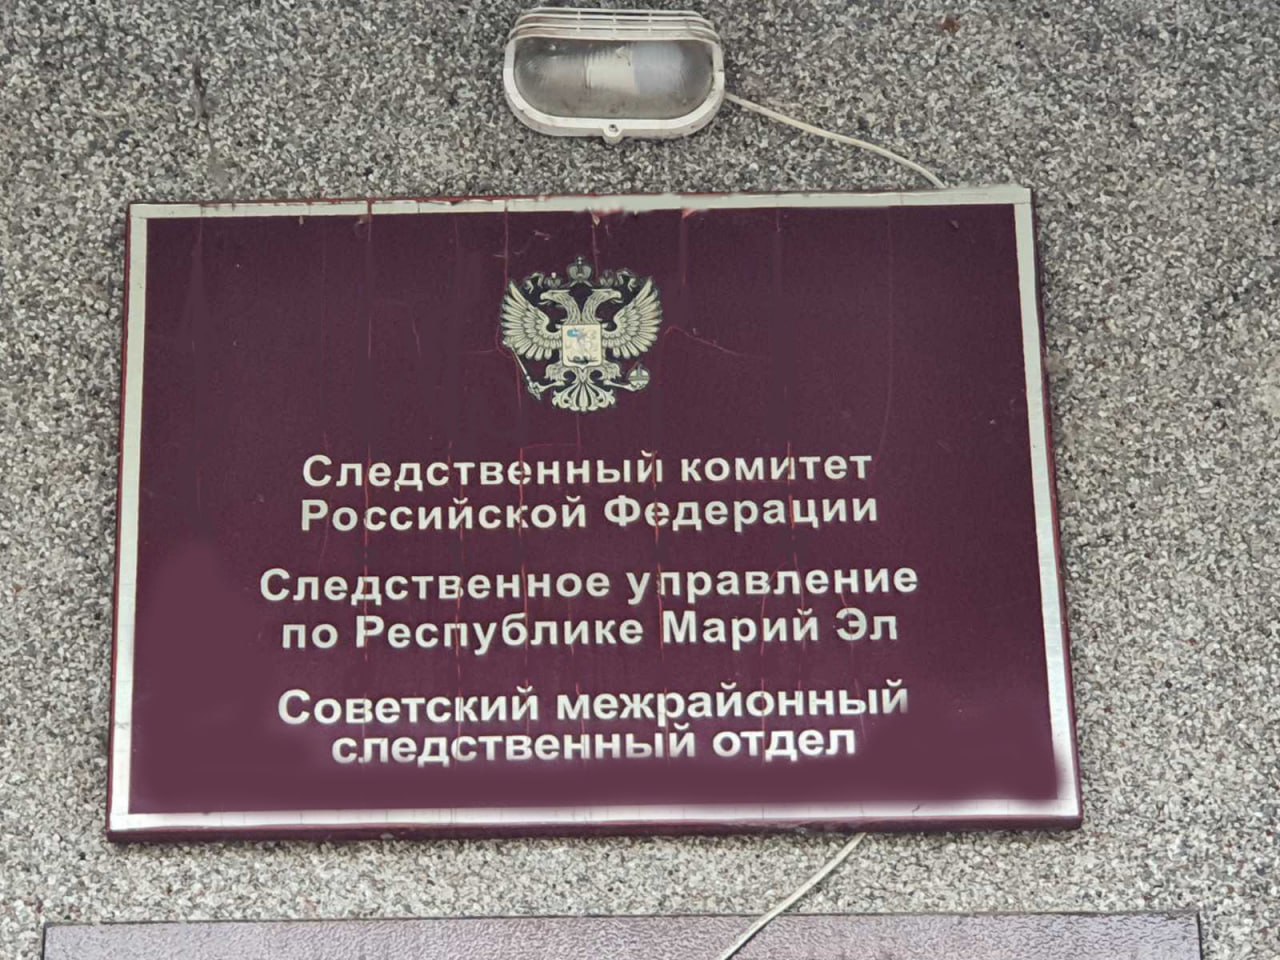 Следственный комитет
Российской Федерации
Следственное управление
по Республике Марий Эл
Советский межрайонный
следственный отдел